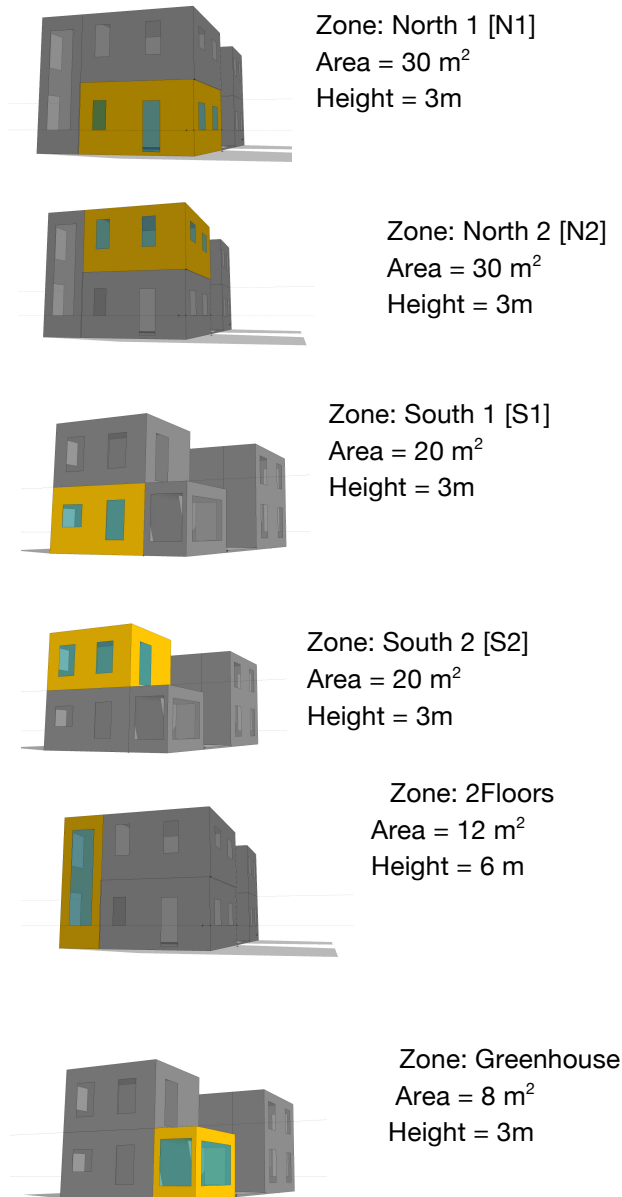 Zone: North 1 [N1]
Area = 30 m²
Height = 3m
Zone: North 2 [N2]
Area = 30 m²
Height = 3m
Zone: South 1 [S1]
Area = 20 m²
Height = 3m
Zone: South 2 [S2]
Area = 20 m²
Height = 3m
Zone: 2Floors
Area = 12 m²
Height = 6 m
Zone: Greenhouse
Area = 8 m²
Height = 3m